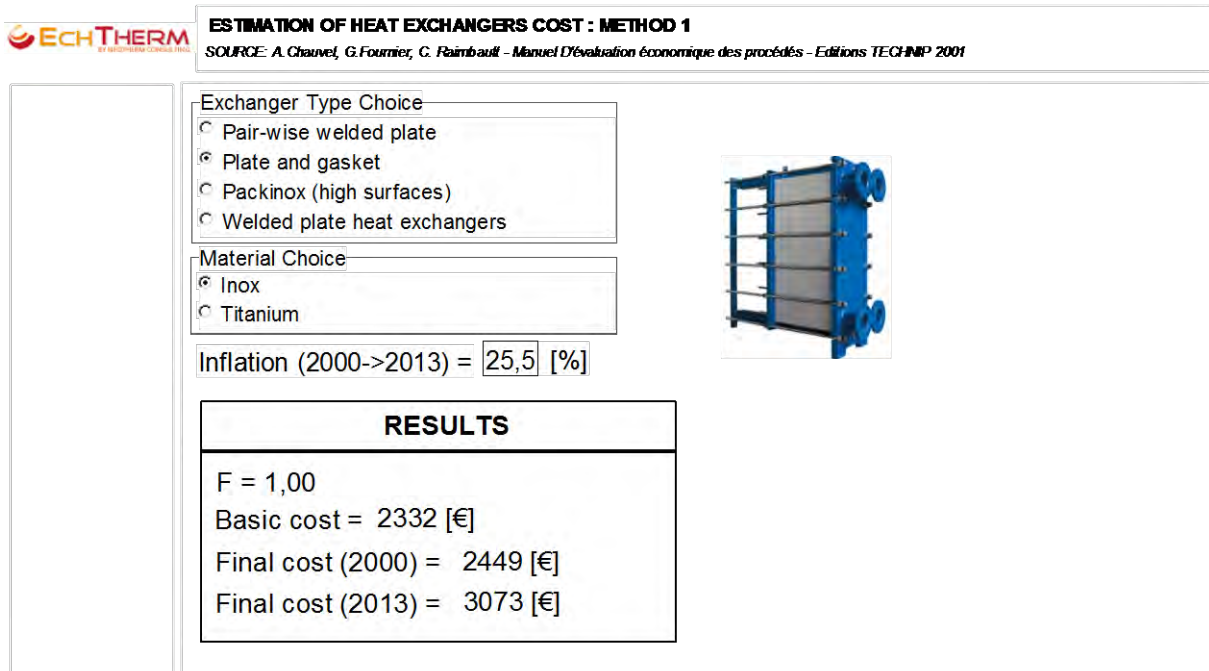 ECHTHERM
BY NEOTHERM CONSULTING
ESTIMATION OF HEAT EXCHANGERS COST : METHOD 1
SOURCE: A. Chauvel, G.Fournier, C. Raimbault - Manuel D'évaluation économique des procédés - Editions TECHNIP 2001
Exchanger Type Choice
Pair-wise welded plate
Plate and gasket
Packinox (high surfaces)
Welded plate heat exchangers
Material Choice
Inox
Titanium
Inflation (2000->2013) = 25,5 [%]
RESULTS
F = 1,00
Basic cost = 2332 [€]
Final cost (2000) = 2449 [€]
Final cost (2013) = 3073 [€]